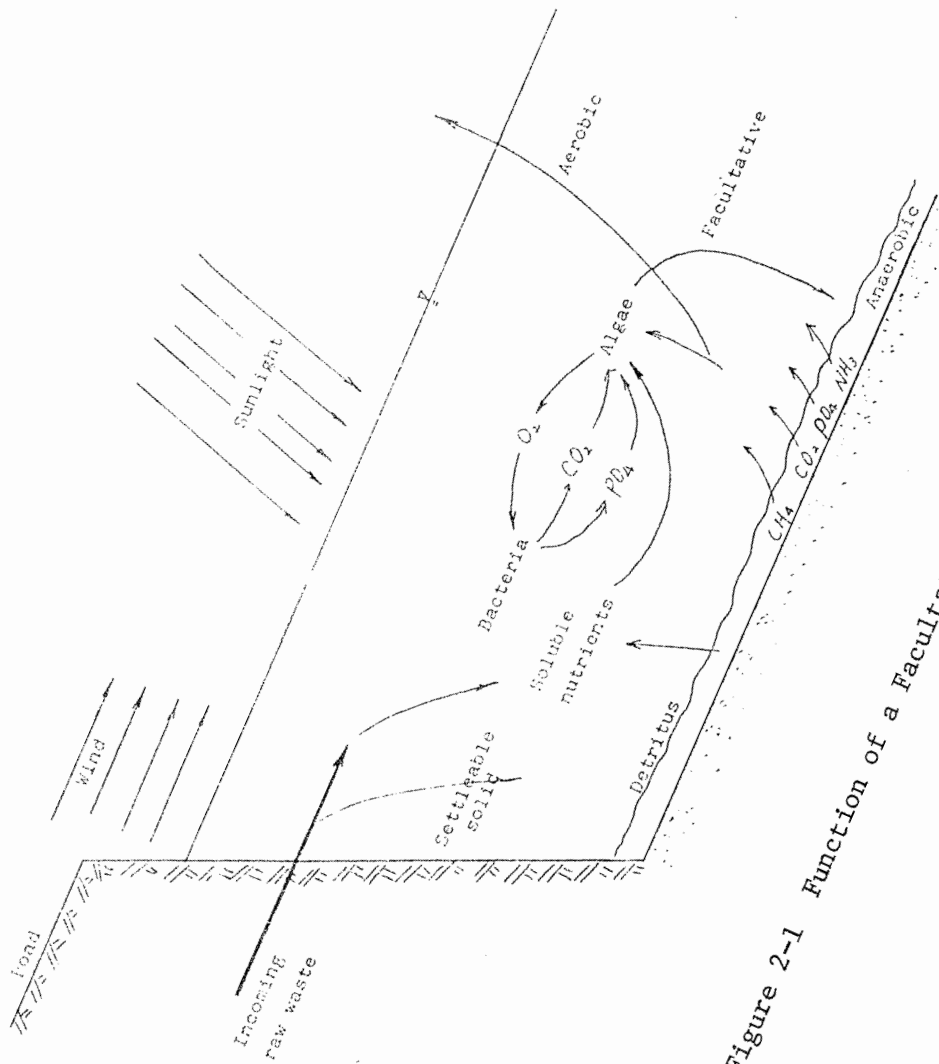 Pond
Wind
Sunlight
Incoming
raw waste
Settleable
solid
Bacteria
O₂
CO₂
PO₄
Algae
Soluble
nutrients
Aerobic
Facultative
Detritus
Anaerobic
CH₄ CO₂ PO₄ NH₃
Figure 2-1 Function of a